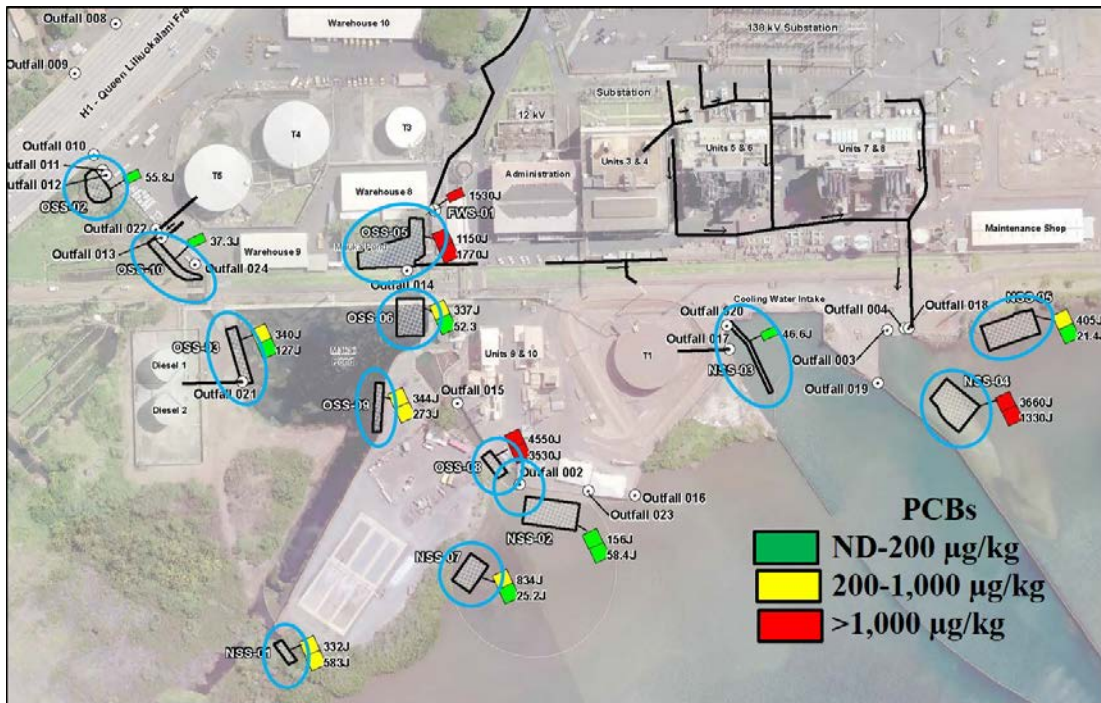 Outfall 008
Warehouse 10
138 kV Substation
H1 - Queen Liliuokalani Fre
Outfall 009
Substation
12 kV
T4
T3
Outfall 010
Outfall 011
Outfall 012
T5
Units 3 & 4
Units 5 & 6
Units 7 & 8
Administration
55.8J
OSS-02
Warehouse 8
1530J
FWS-01
Outfall 022
OSS-05
Outfall 013
37.3J
Warehouse 9
1150J
1770J
Maintenance Shop
OSS-10
Outfall 024
Outfall 014
Cooling Water Intake
NSS-05
OSS-06
337J
52.3
Outfall 020
Outfall 004
Outfall 018
405J
21.4J
OSS-03
340J
127J
Diesel 1
Units 9 & 10
T1
Outfall 017
46.6J
NSS-03
Outfall 003
Outfall 021
Outfall 019
NSS-04
Diesel 2
OSS-09
344J
273J
Outfall 015
3660J
1330J
4550J
3530J
OSS-08
Outfall 002
Outfall 016
Outfall 023
NSS-02
156J
58.4J
PCBs
ND-200 µg/kg
200-1,000 µg/kg
>1,000 µg/kg
NSS-07
834J
25.2J
NSS-01
332J
583J